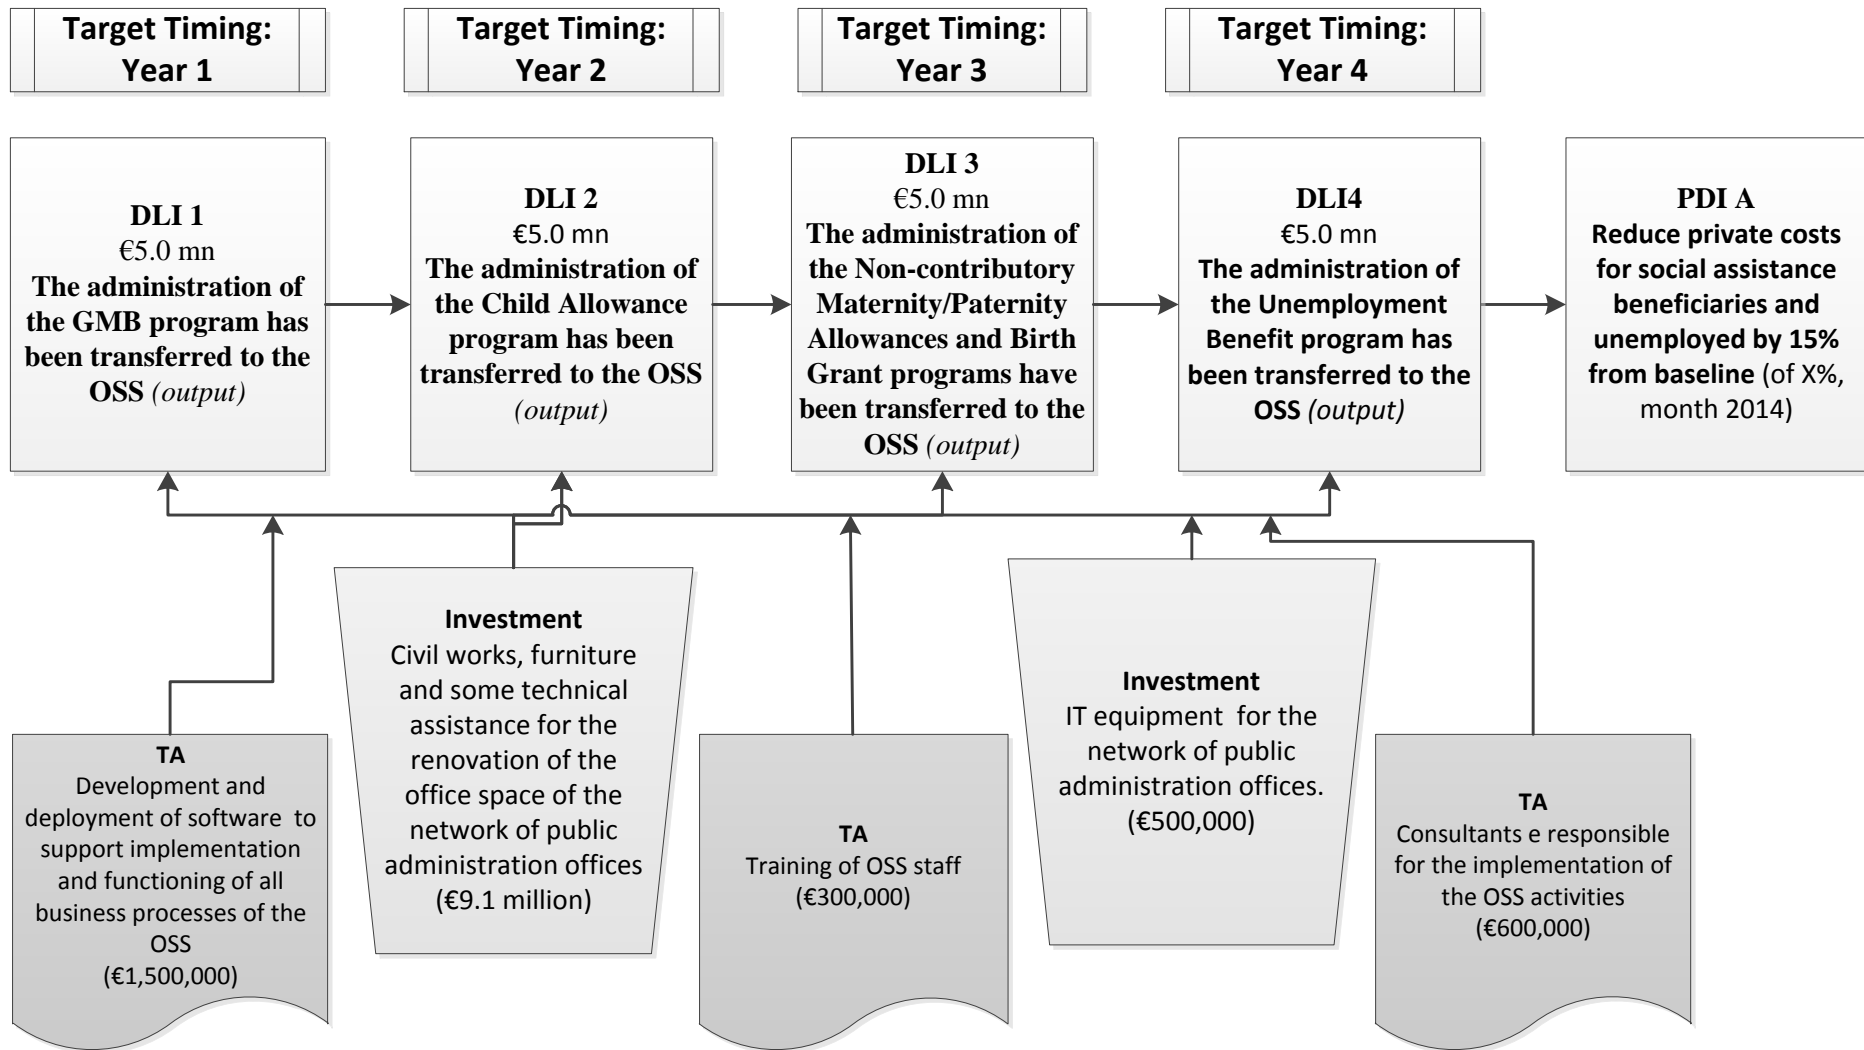 Target Timing:
Year 1
Target Timing:
Year 2
Target Timing:
Year 3
Target Timing:
Year 4
DLI 1
€5.0 mn
The administration of
the GMB program has
been transferred to the
OSS (output)
DLI 2
€5.0 mn
The administration of
the Child Allowance
program has been
transferred to the OSS
(output)
DLI 3
€5.0 mn
The administration of
the Non-contributory
Maternity/Paternity
Allowances and Birth
Grant programs have
been transferred to the
OSS (output)
DLI4
€5.0 mn
The administration of
the Unemployment
Benefit program has
been transferred to the
OSS (output)
PDI A
Reduce private costs
for social assistance
beneficiaries and
unemployed by 15%
from baseline (of X%,
month 2014)
TA
Development and
deployment of software to
support implementation
and functioning of all
business processes of the
OSS
(€1,500,000)
Investment
Civil works, furniture
and some technical
assistance for the
renovation of the
office space of the
network of public
administration offices
(€9.1 million)
TA
Training of OSS staff
(€300,000)
Investment
IT equipment for the
network of public
administration offices.
(€500,000)
TA
Consultants e responsible
for the implementation of
the OSS activities
(€600,000)